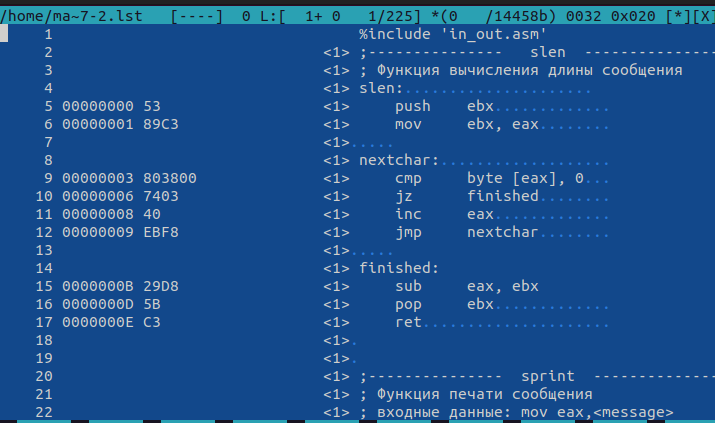 /home/ma~7-2.lst [----] 0 L:[ 1+ 0 1/225] *(0 /14458b) 0032 0x020 [*][X]
1 %include 'in_out.asm'
2 <1> ;--------------- slen ---------------
3 <1> ; Функция вычисления длины сообщения
4 <1> slen:.....................
5 00000000 53 <1> push ebx.............
6 00000001 89C3 <1> mov ebx, eax........
7 <1>.....
8 <1> nextchar:...................
9 00000003 803800 <1> cmp byte [eax], 0...
10 00000006 7403 <1> jz finished........
11 00000008 40 <1> inc eax.............
12 00000009 EBF8 <1> jmp nextchar........
13 <1>.....
14 <1> finished:
15 0000000B 29D8 <1> sub eax, ebx
16 0000000D 5B <1> pop ebx.............
17 0000000E C3 <1> ret.....................
18 <1>.
19 <1>.
20 <1> ;--------------- sprint --------------
21 <1> ; Функция печати сообщения
22 <1> ; входные данные: mov eax,<message>